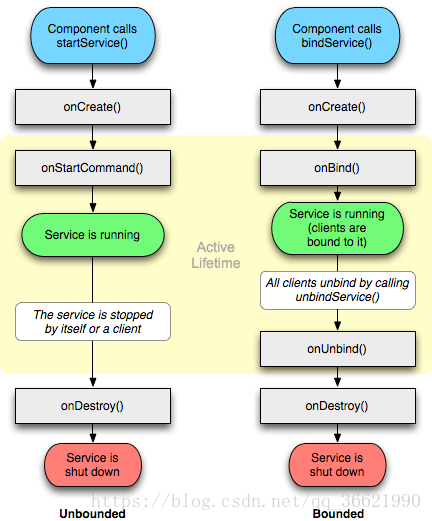 Component calls
startService()
onCreate()
onStartCommand()
Service is running
The service is stopped
by itself or a client
onDestroy()
Service is
shut down
Unbounded
Active
Lifetime
Component calls
bindService()
onCreate()
onBind()
Service is running
(clients are
bound to it)
All clients unbind by calling
unbindService()
onUnbind()
onDestroy()
Service is
shut down
Bounded
https://blog.csdn.net/qq_36621990